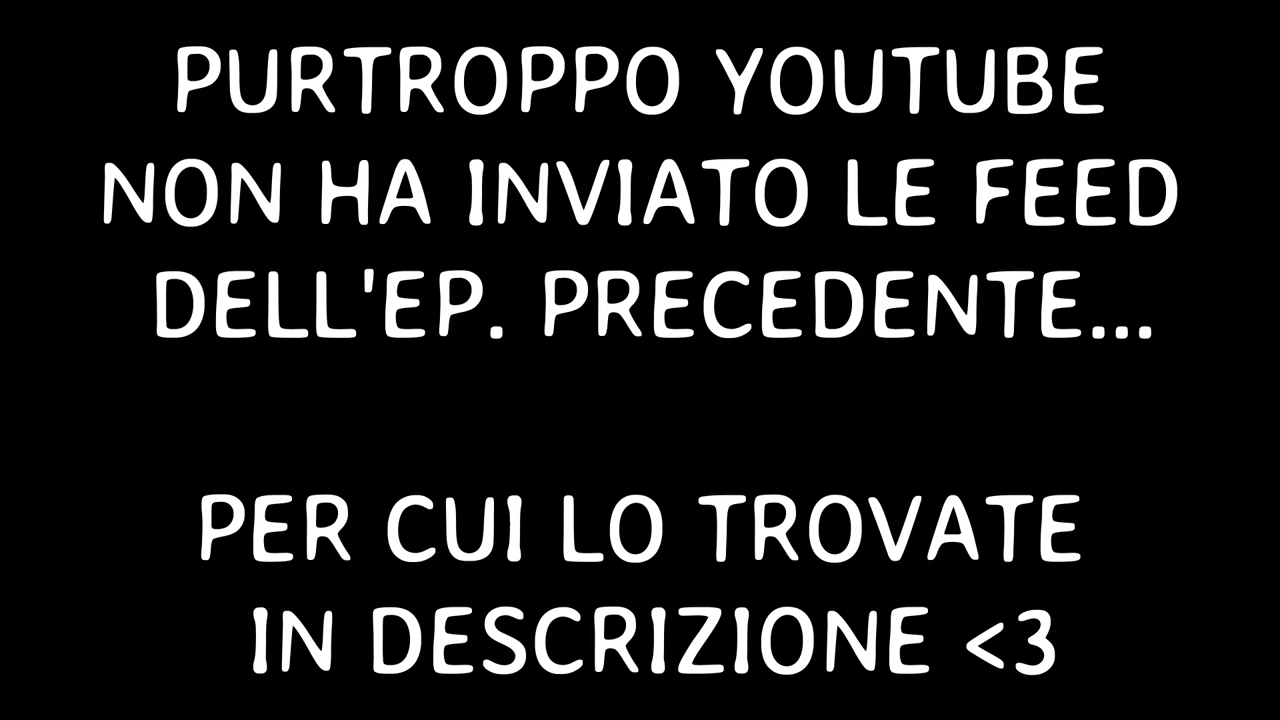 PURTROPPO YOUTUBE
NON HA INVIATO LE FEED
DELL'EP. PRECEDENTE...
PER CUI LO TROVATE
IN DESCRIZIONE <3